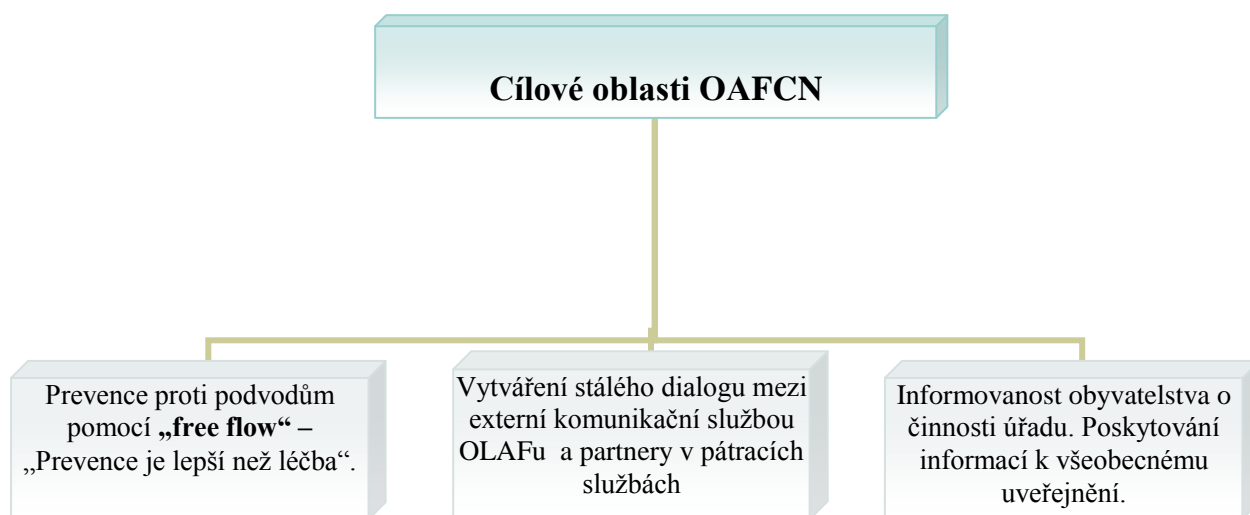 Cílové oblasti OAFCN
Prevence proti podvodům
pomocí „free flow“ –
„Prevence je lepší než léčba“.
Vytváření stálého dialogu mezi
externí komunikační službou
OLAFu a partnery v pátracích
službách
Informovanost obyvatelstva o
činnosti úřadu. Poskytování
informací k všeobecnému
uveřejnění.